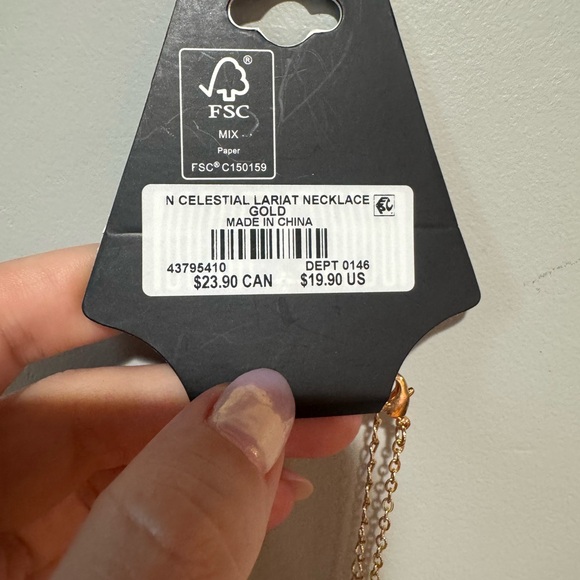 ®
FSC
MIX
Paper
FSC® C150159
N CELESTIAL LARIAT NECKLACE
GOLD
MADE IN CHINA
43795410 DEPT 0146
$23.90 CAN $19.90 US